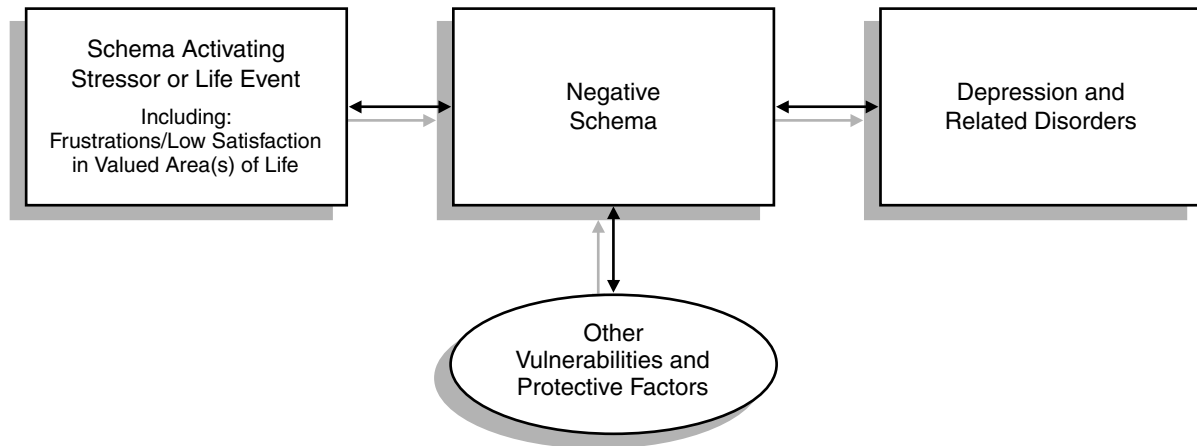 Schema Activating
Stressor or Life Event
Including:
Frustrations/Low Satisfaction
in Valued Area(s) of Life
Negative
Schema
Depression and
Related Disorders
Other
Vulnerabilities and
Protective Factors